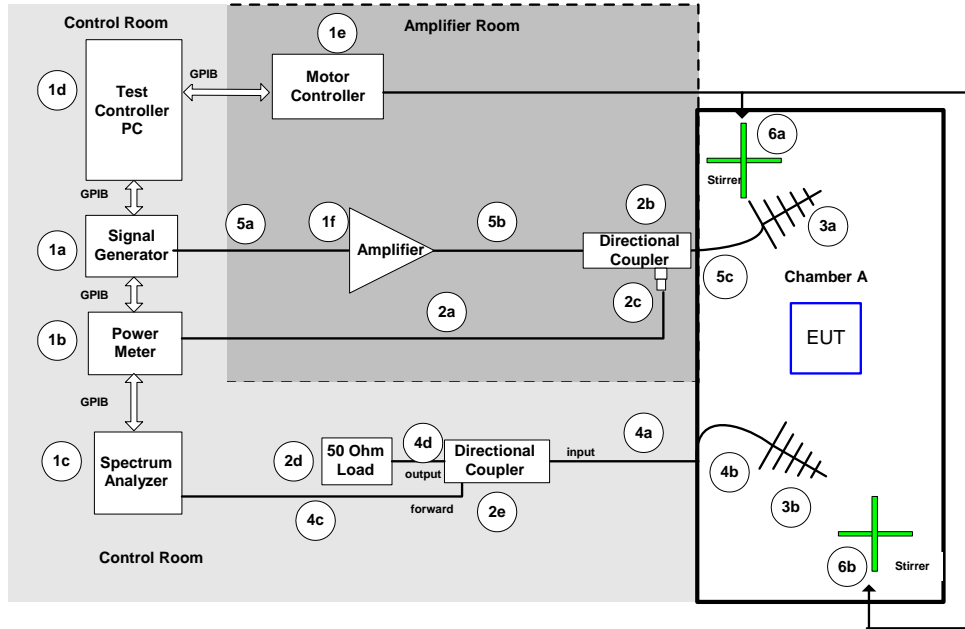 Control Room
Amplifier Room
1e
1d
Test
Controller
PC
GPIB
Motor
Controller
6a
Stirrer
GPIB
5a
1f
5b
2b
3a
1a
Signal
Generator
Amplifier
Directional
Coupler
5c
Chamber A
GPIB
2c
1b
Power
Meter
2a
EUT
GPIB
4a
1c
Spectrum
Analyzer
2d
50 Ohm
Load
4d
output
Directional
Coupler
input
4b
4c
forward
2e
3b
Control Room
6b
Stirrer